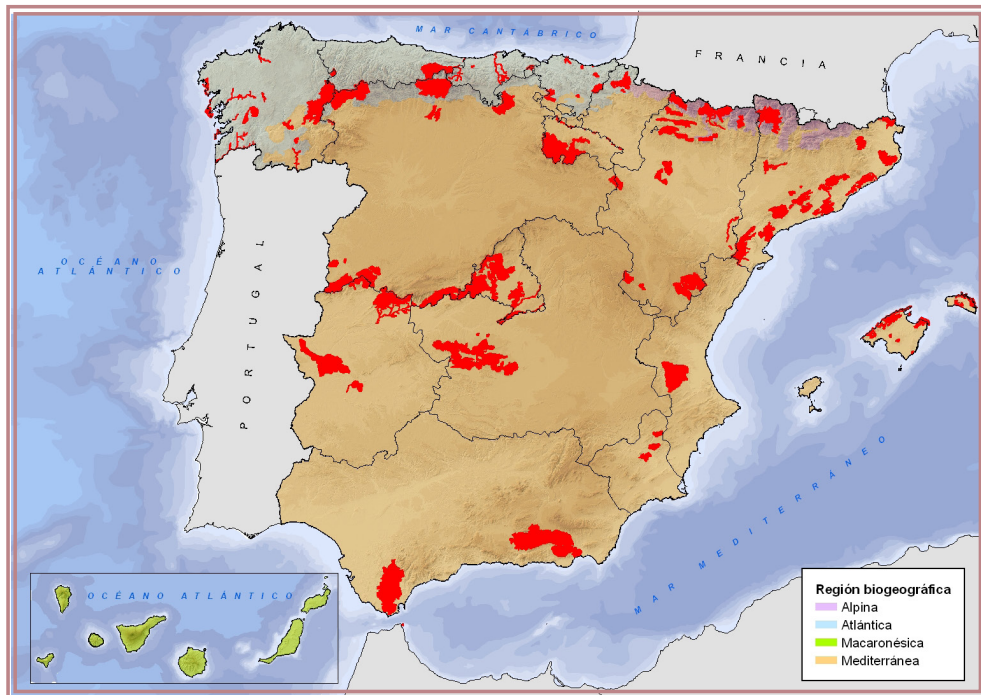 MAR CANTÁBRICO
FRANCIA
OCÉANO
ATLÁNTICO
PORTUGAL
MAR MEDITERRÁNEO
OCÉANO ATLÁNTICO
Región biogeográfica
Alpina
Atlántica
Macaronésica
Mediterránea